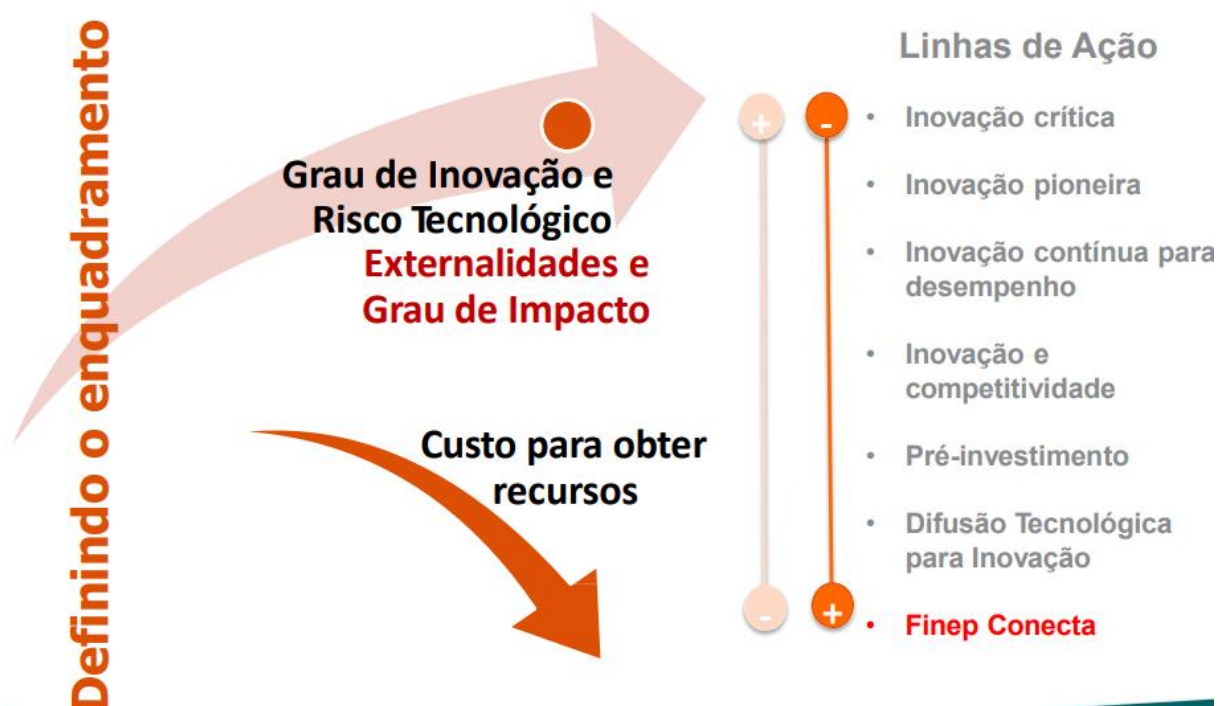 Definindo o enquadramento
Grau de Inovação e
Risco Tecnológico
Externalidades e
Grau de Impacto
Custo para obter
recursos
+
-
-
+
Linhas de Ação
• Inovação crítica
• Inovação pioneira
• Inovação contínua para
desempenho
• Inovação e
competitividade
• Pré-investimento
• Difusão Tecnológica
para Inovação
• Finep Conecta